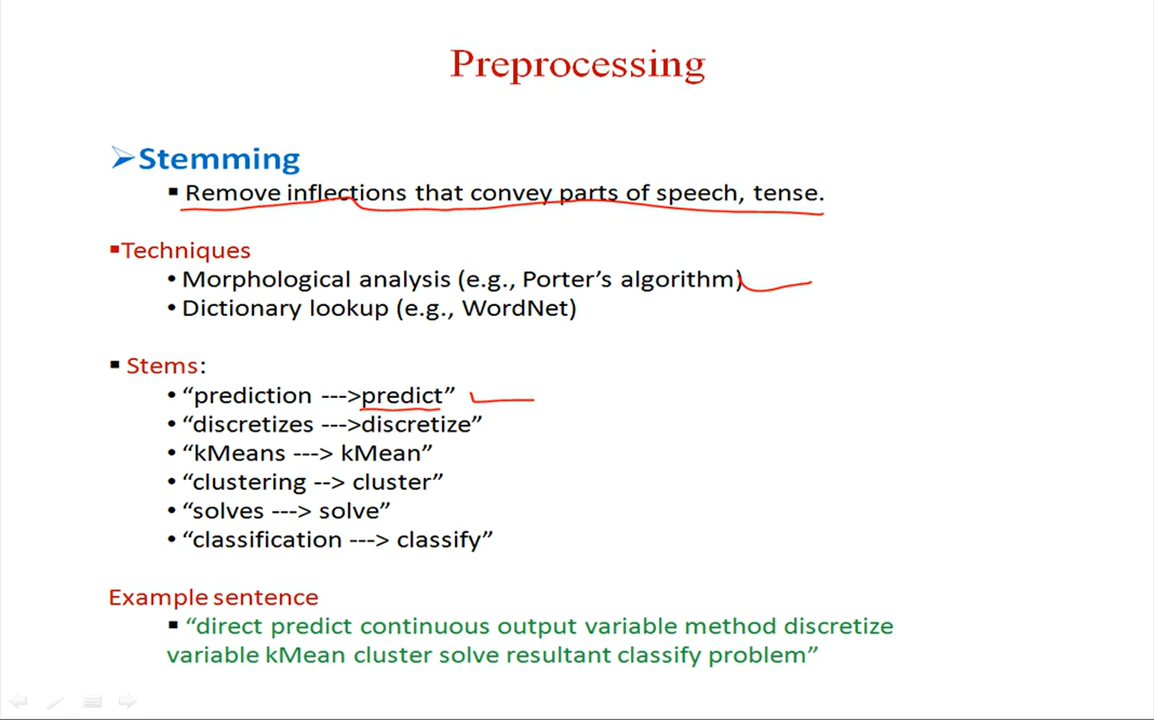 Preprocessing
➢Stemming
▪ Remove inflections that convey parts of speech, tense.
▪Techniques
• Morphological analysis (e.g., Porter’s algorithm)
• Dictionary lookup (e.g., WordNet)
▪ Stems:
• “prediction --->predict”
• “discretizes --->discretize”
• “kMeans ---> kMean”
• “clustering --> cluster”
• “solves ---> solve”
• “classification ---> classify”
Example sentence
▪ “direct predict continuous output variable method discretize
variable kMean cluster solve resultant classify problem”